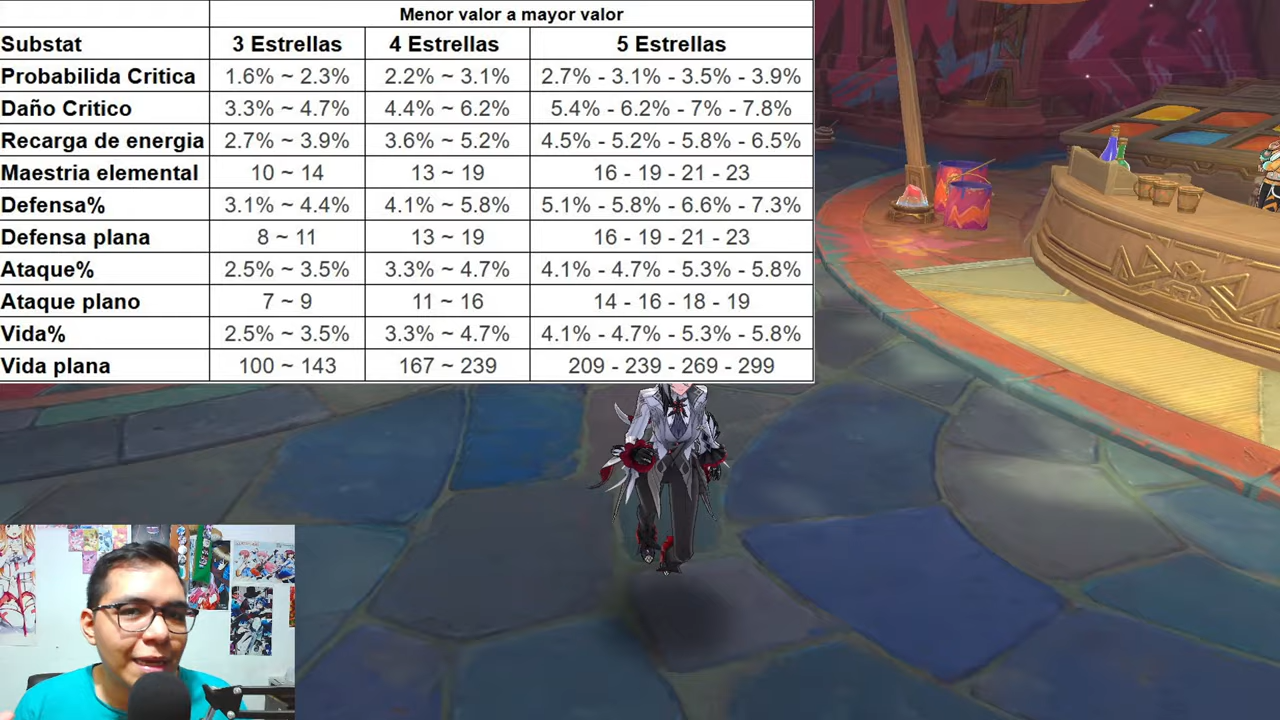 Menor valor a mayor valor
Substat 3 Estrellas 4 Estrellas 5 Estrellas
Probabilida Critica 1.6% ~ 2.3% 2.2% ~ 3.1% 2.7% - 3.1% - 3.5% - 3.9%
Daño Critico 3.3% ~ 4.7% 4.4% ~ 6.2% 5.4% - 6.2% - 7% - 7.8%
Recarga de energia 2.7% ~ 3.9% 3.6% ~ 5.2% 4.5% - 5.2% - 5.8% - 6.5%
Maestria elemental 10 ~ 14 13 ~ 19 16 - 19 - 21 - 23
Defensa% 3.1% ~ 4.4% 4.1% ~ 5.8% 5.1% - 5.8% - 6.6% - 7.3%
Defensa plana 8 ~ 11 13 ~ 19 16 - 19 - 21 - 23
Ataque% 2.5% ~ 3.5% 3.3% ~ 4.7% 4.1% - 4.7% - 5.3% - 5.8%
Ataque plano 7 ~ 9 11 ~ 16 14 - 16 - 18 - 19
Vida% 2.5% ~ 3.5% 3.3% ~ 4.7% 4.1% - 4.7% - 5.3% - 5.8%
Vida plana 100 ~ 143 167 ~ 239 209 - 239 - 269 - 299